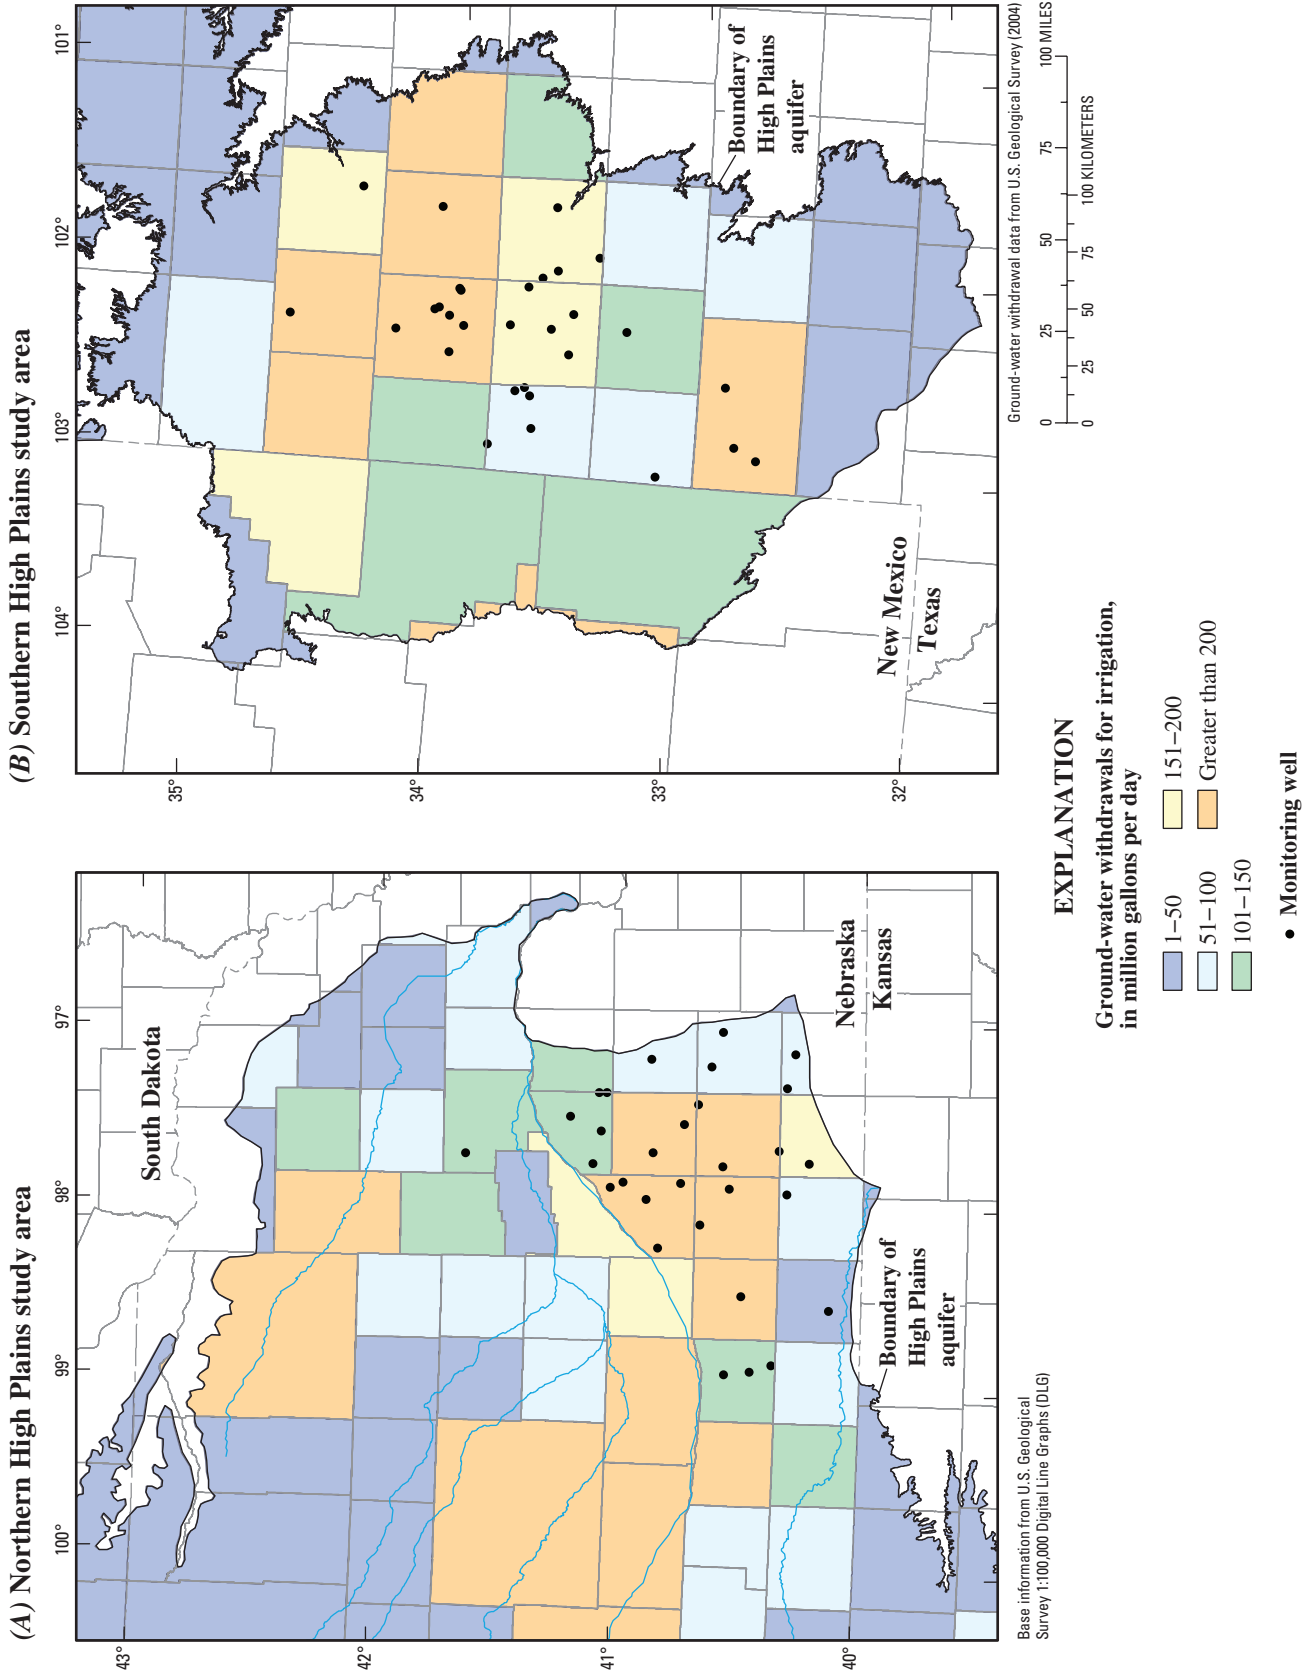 (A) Northern High Plains study area
100°
99°
98°
97°
43°
42°
41°
40°
South Dakota
Nebraska
Kansas
Boundary of
High Plains
aquifer
Base information from U.S. Geological
Survey 1:100,000 Digital Line Graphs (DLG)
(B) Southern High Plains study area
104°
103°
102°
101°
35°
34°
33°
32°
New Mexico
Texas
Boundary of
High Plains
aquifer
Ground-water withdrawal data from U.S. Geological Survey (2004)
0 25 50 75 100 MILES
0 25 50 75 100 KILOMETERS
EXPLANATION
Ground-water withdrawals for irrigation,
in million gallons per day
1–50
51–100
101–150
151–200
Greater than 200
Monitoring well